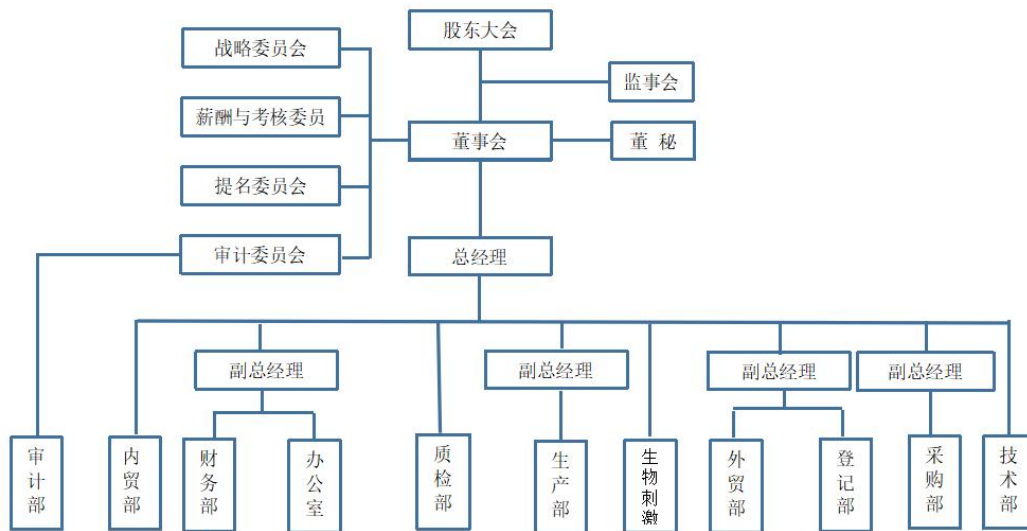 股东大会
战略委员会
监事会
薪酬与考核委员
董事会
董 秘
提名委员会
审计委员会
总经理
副总经理
副总经理
副总经理
副总经理
审计部
内贸部
财务部
办公室
质检部
生产部
生物刺激
外贸部
登记部
采购部
技术部